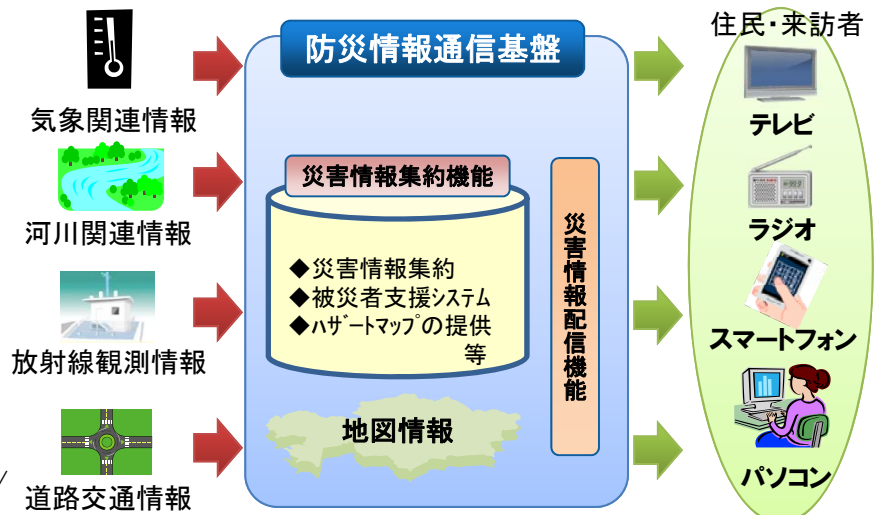 気象関連情報
河川関連情報
放射線観測情報
道路交通情報
防災情報通信基盤
災害情報集約機能
◆災害情報集約
◆被災者支援ｼｽﾃﾑ
◆ﾊｻﾞｰﾄﾏｯﾌﾟの提供
等
地図情報
災害情報配信機能
住民・来訪者
テレビ
ラジオ
スマートフォン
パソコン